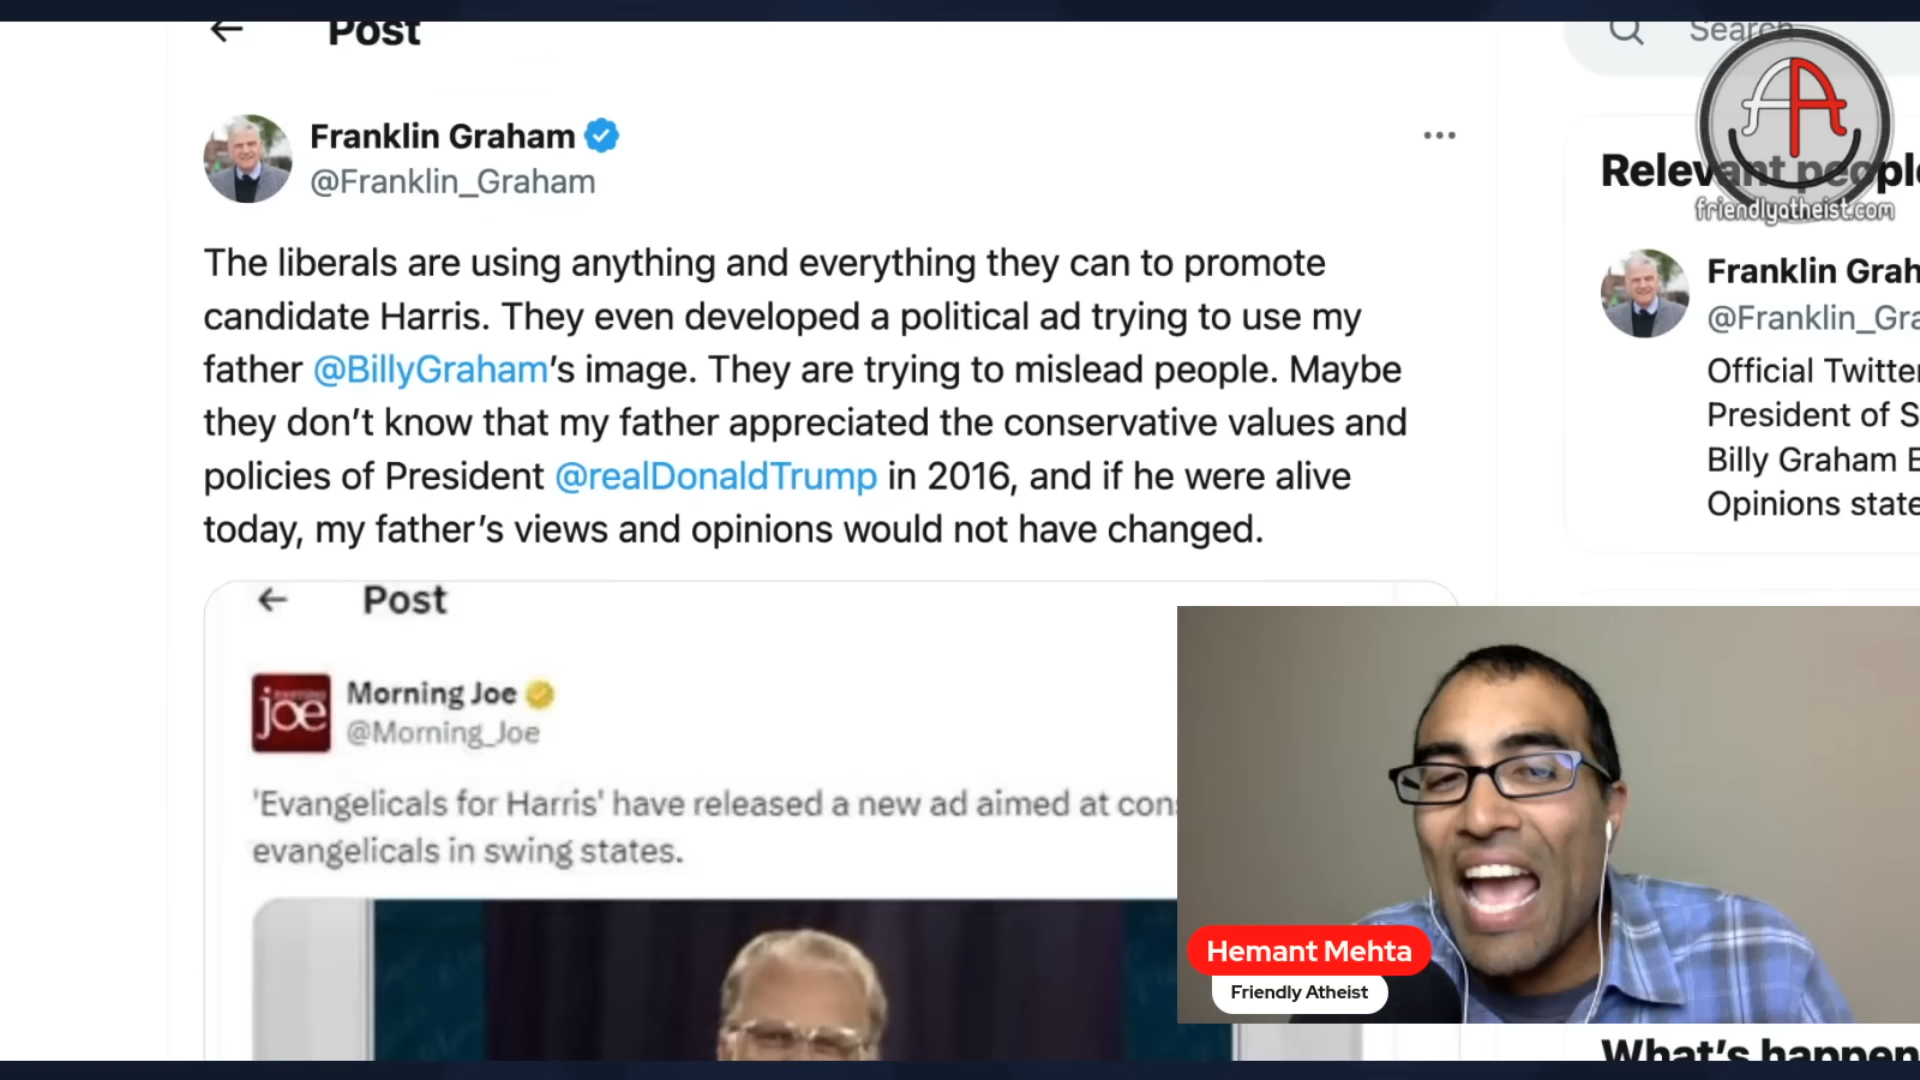 Post
Search
Franklin Graham
@Franklin_Graham
The liberals are using anything and everything they can to promote
candidate Harris. They even developed a political ad trying to use my
father @BillyGraham's image. They are trying to mislead people. Maybe
they don't know that my father appreciated the conservative values and
policies of President @realDonaldTrump in 2016, and if he were alive
today, my father's views and opinions would not have changed.
Post
joe
Morning Joe
@Morning_Joe
'Evangelicals for Harris' have released a new ad aimed at con
evangelicals in swing states.
Relevant people
friendlyatheist.com
Franklin Grah
@Franklin_Gra
Official Twitter
President of S
Billy Graham E
Opinions state
Hemant Mehta
Friendly Atheist
What's happen